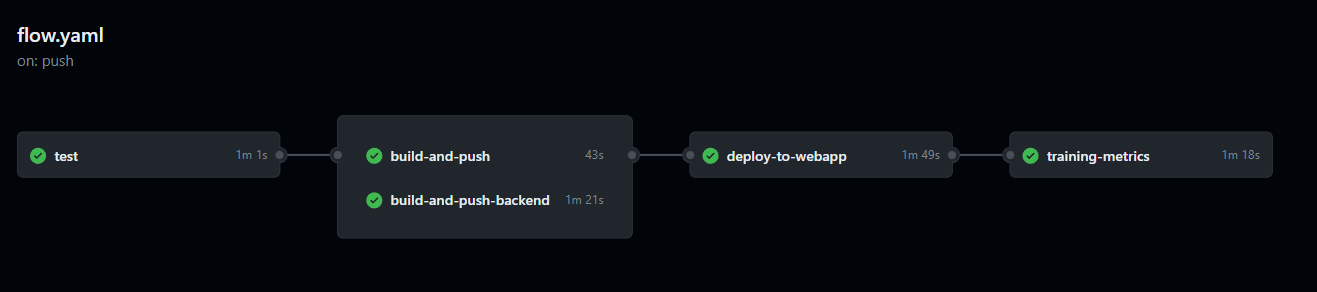 flow.yaml
on: push
test 1m 1s
build-and-push 43s
build-and-push-backend 1m 21s
deploy-to-webapp 1m 49s
training-metrics 1m 18s